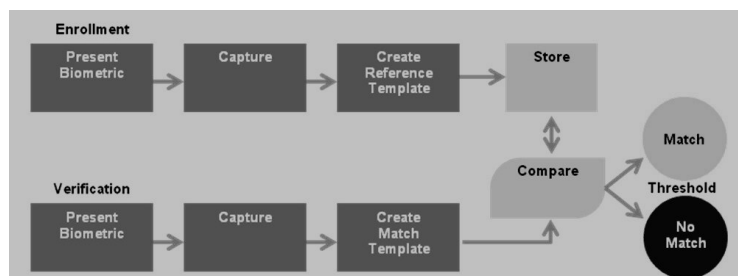 Enrollment
Present
Biometric
Capture
Create
Reference
Template
Store
Match
Compare
Threshold
Verification
Present
Biometric
Capture
Create
Match
Template
No
Match